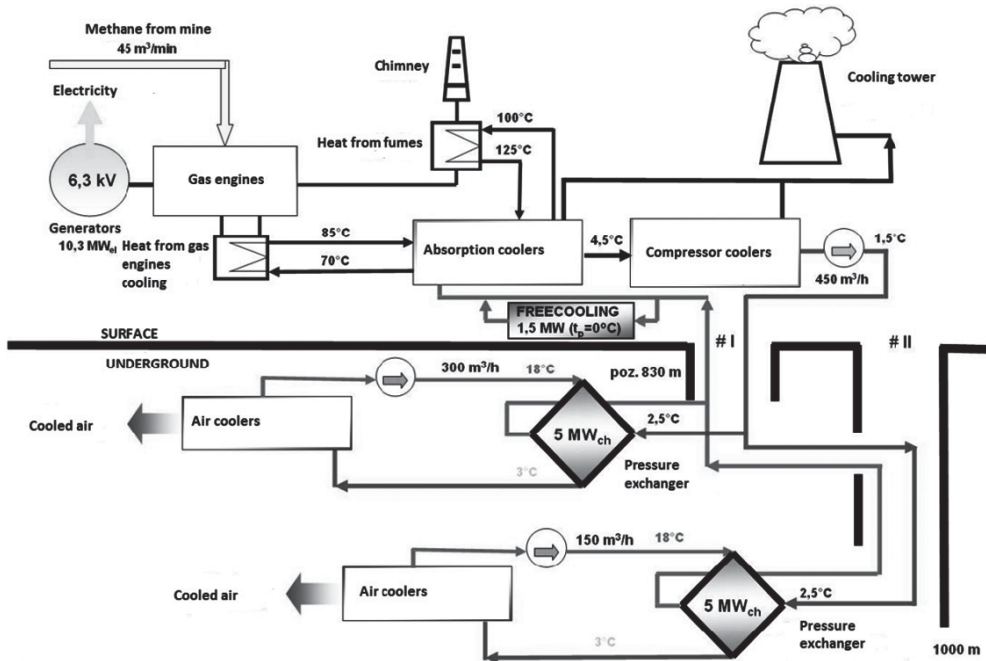 Methane from mine
45 m³/min
Electricity
6,3 kV
Generators
10,3 MWel
Gas engines
Heat from gas
engines
cooling
Chimney
Heat from fumes
100°C
125°C
Cooling tower
85°C
70°C
Absorption coolers
4,5°C
Compressor coolers
1,5°C
450 m³/h
FREECOOLING
1,5 MW (tp=0°C)
SURFACE
UNDERGROUND
# I
# II
poz. 830 m
300 m³/h
18°C
Cooled air
Air coolers
5 MWch
2,5°C
Pressure
exchanger
3°C
150 m³/h
18°C
Cooled air
Air coolers
5 MWch
2,5°C
Pressure
exchanger
3°C
1000 m